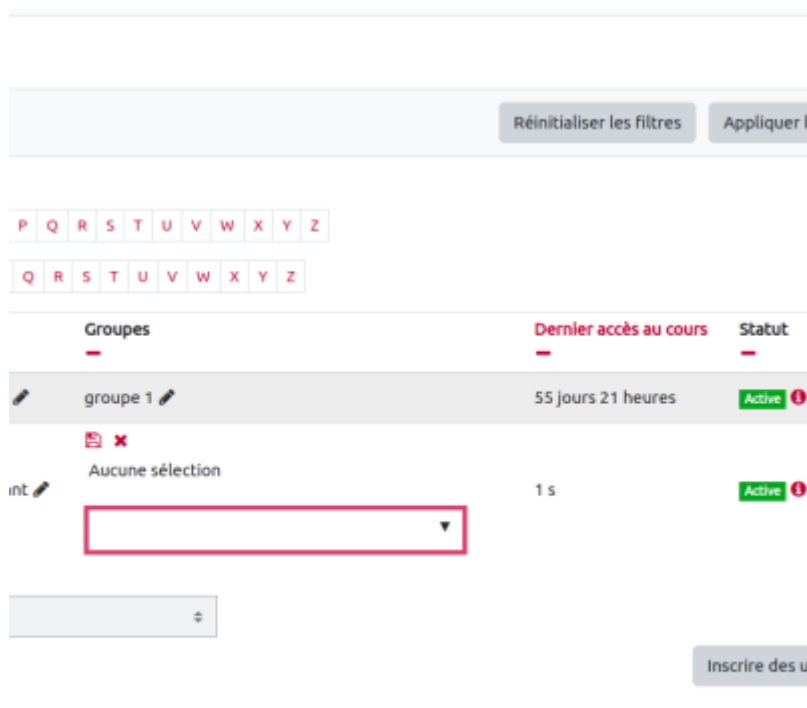 Réinitialiser les filtres Appliquer
P Q R S T U V W X Y Z
Q R S T U V W X Y Z
Groupes Dernier accès au cours Statut
groupe 1 55 jours 21 heures Active
Aucune sélection
nt 1 s Active
Inscrire des